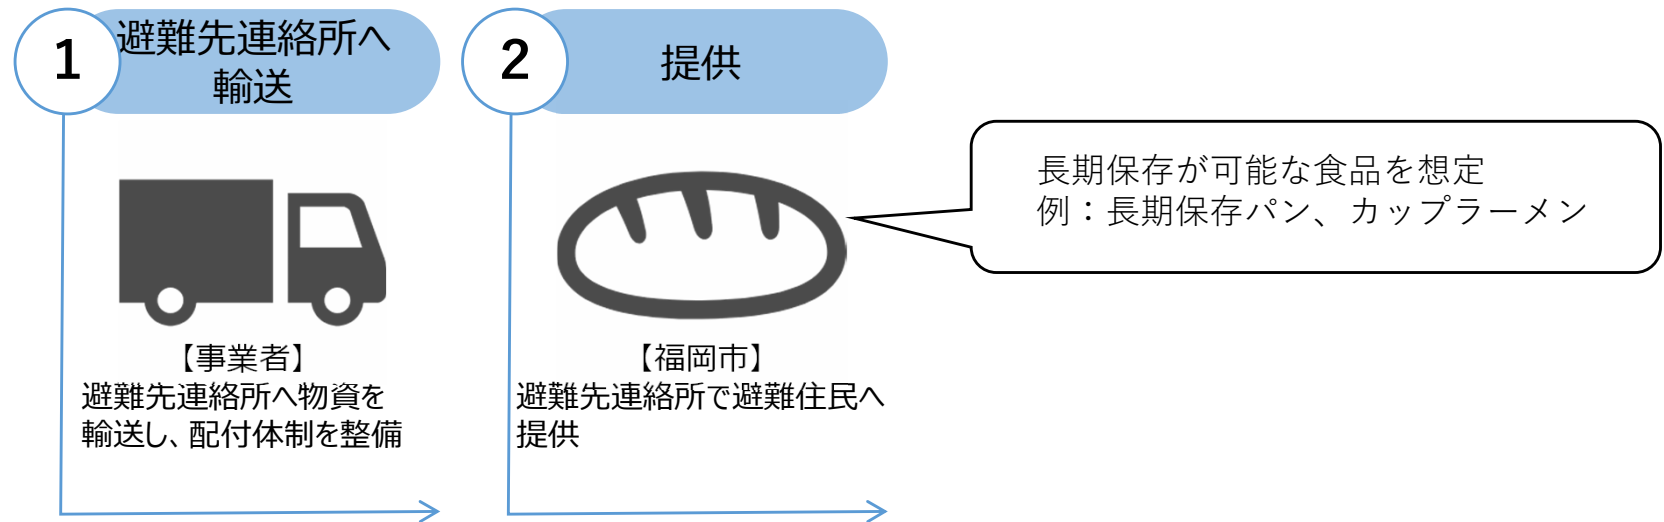 1
避難先連絡所へ
輸送
【事業者】
避難先連絡所へ物資を
輸送し、配付体制を整備
2
提供
【福岡市】
避難先連絡所で避難住民へ
提供
長期保存が可能な食品を想定
例：長期保存パン、カップラーメン